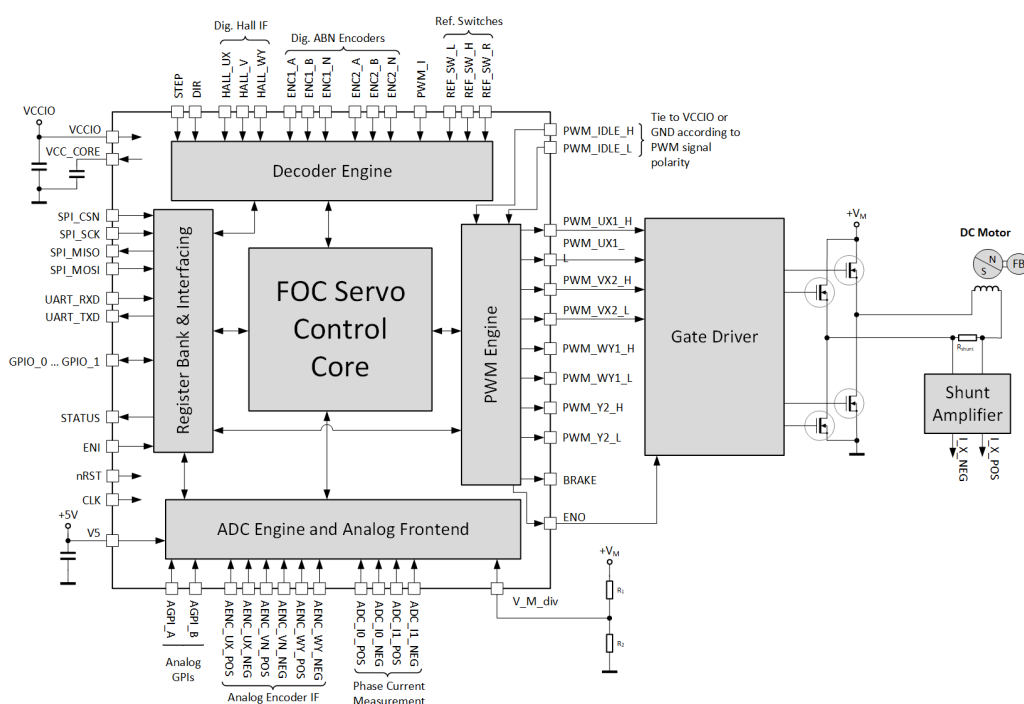 Dig. Hall IF
Dig. ABN Encoders
Ref. Switches
STEP
DIR
HALL_UX
HALL_V
HALL_WY
ENC1_A
ENC1_B
ENC1_N
ENC2_A
ENC2_B
ENC2_N
PWM_I
REF_SW_L
REF_SW_H
REF_SW_R
VCCIO
VCCIO
VCC_CORE
Decoder Engine
PWM_IDLE_H
PWM_IDLE_L
Tie to VCCIO or
GND according to
PWM signal
polarity
SPI_CSN
SPI_SCK
SPI_MISO
SPI_MOSI
UART_RXD
UART_TXD
GPIO_0 ... GPIO_1
STATUS
ENI
nRST
CLK
+5V
V5
Register Bank & Interfacing
FOC Servo
Control
Core
PWM Engine
PWM_UX1_H
PWM_UX1_
L
PWM_VX2_H
PWM_VX2_L
PWM_WY1_H
PWM_WY1_L
PWM_Y2_H
PWM_Y2_L
BRAKE
ENO
Gate Driver
+VM
DC Motor
N
S
FB
Rshunt
Shunt
Amplifier
I_X_NEG
I_X_POS
ADC Engine and Analog Frontend
+VM
R1
R2
V_M_div
AGPI_A
AGPI_B
AENC_UX_POS
AENC_UX_NEG
AENC_VN_POS
AENC_VN_NEG
AENC_WY_POS
AENC_WY_NEG
ADC_I0_POS
ADC_I0_NEG
ADC_I1_POS
ADC_I1_NEG
Analog
GPIs
Analog Encoder IF
Phase Current
Measurement